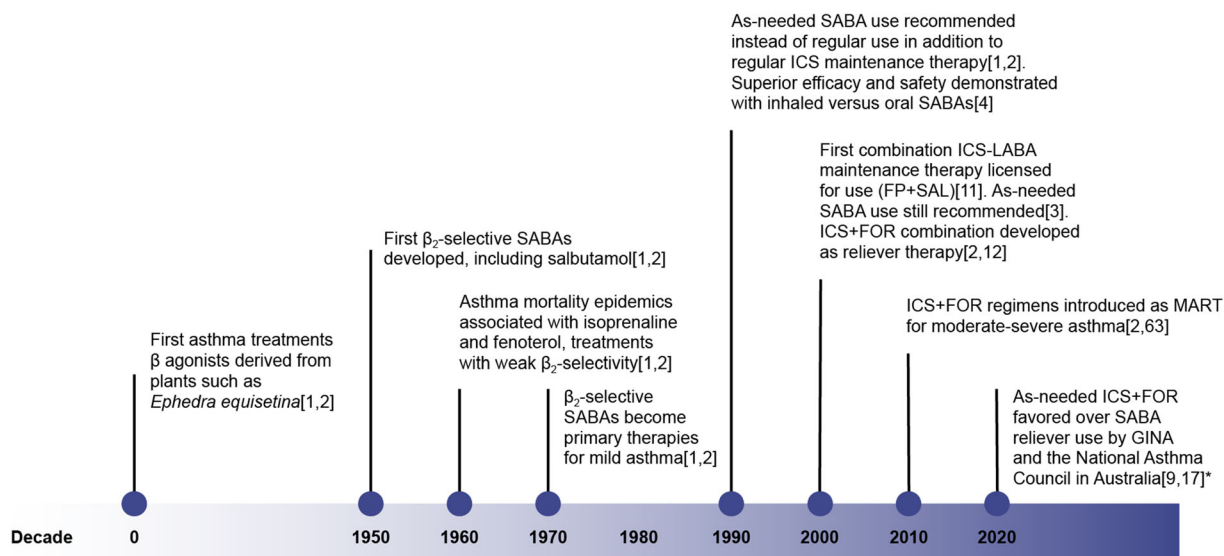 As-needed SABA use recommended
instead of regular use in addition to
regular ICS maintenance therapy[1,2].
Superior efficacy and safety demonstrated
with inhaled versus oral SABAs[4]
First combination ICS-LABA
maintenance therapy licensed
for use (FP+SAL)[11]. As-needed
SABA use still recommended[3].
ICS+FOR combination developed
as reliever therapy[2,12]
First β₂-selective SABAs
developed, including salbutamol[1,2]
Asthma mortality epidemics
associated with isoprenaline
and fenoterol, treatments
with weak β₂-selectivity[1,2]
ICS+FOR regimens introduced as MART
for moderate-severe asthma[2,63]
First asthma treatments
β agonists derived from
plants such as
Ephedra equisetina[1,2]
β₂-selective
SABAs become
primary therapies
for mild asthma[1,2]
As-needed ICS+FOR
favored over SABA
reliever use by GINA
and the National Asthma
Council in Australia[9,17]*
Decade 0 1950 1960 1970 1980 1990 2000 2010 2020